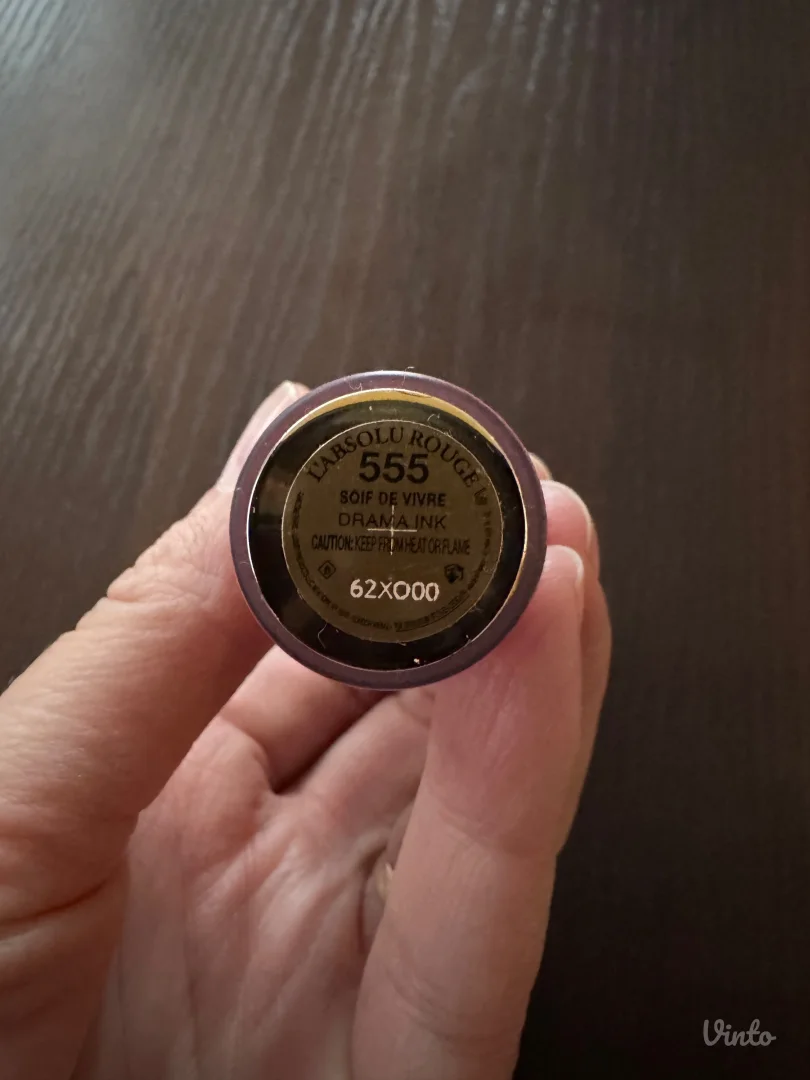 L'ABSOLU ROUGE
555
SOIF DE VIVRE
DRAMA INK
CAUTION: KEEP FROM HEAT OR FLAME
62X000
Vinto